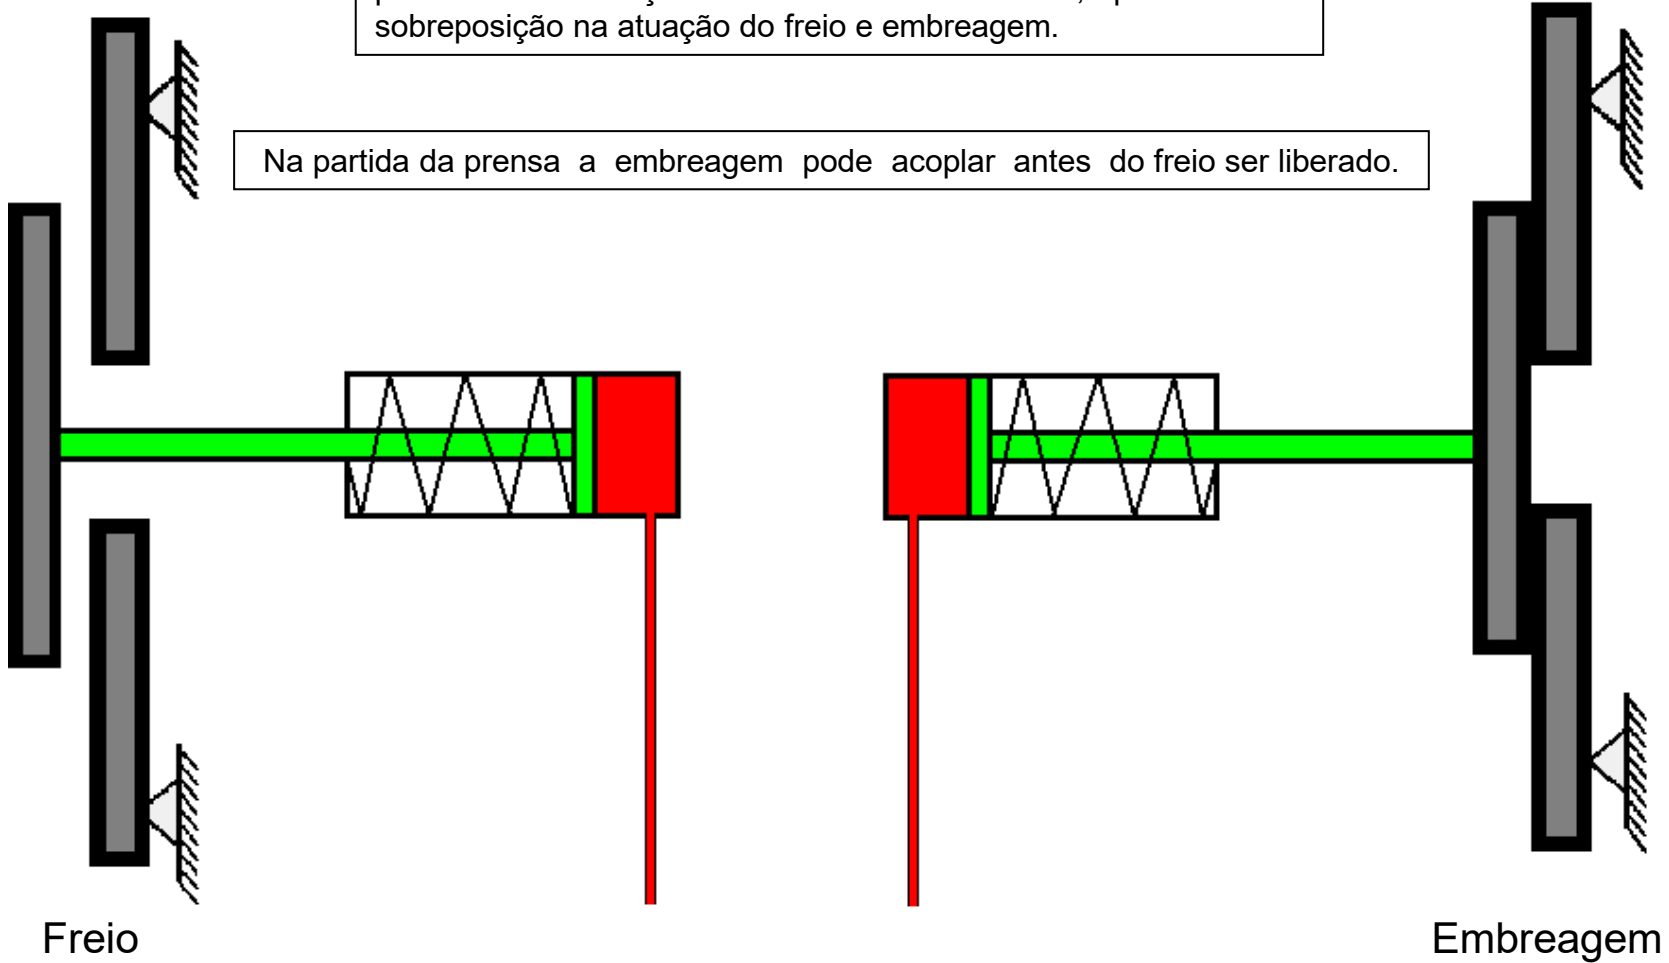 sobreposição na atuação do freio e embreagem.
Na partida da prensa a embreagem pode acoplar antes do freio ser liberado.
Freio
Embreagem